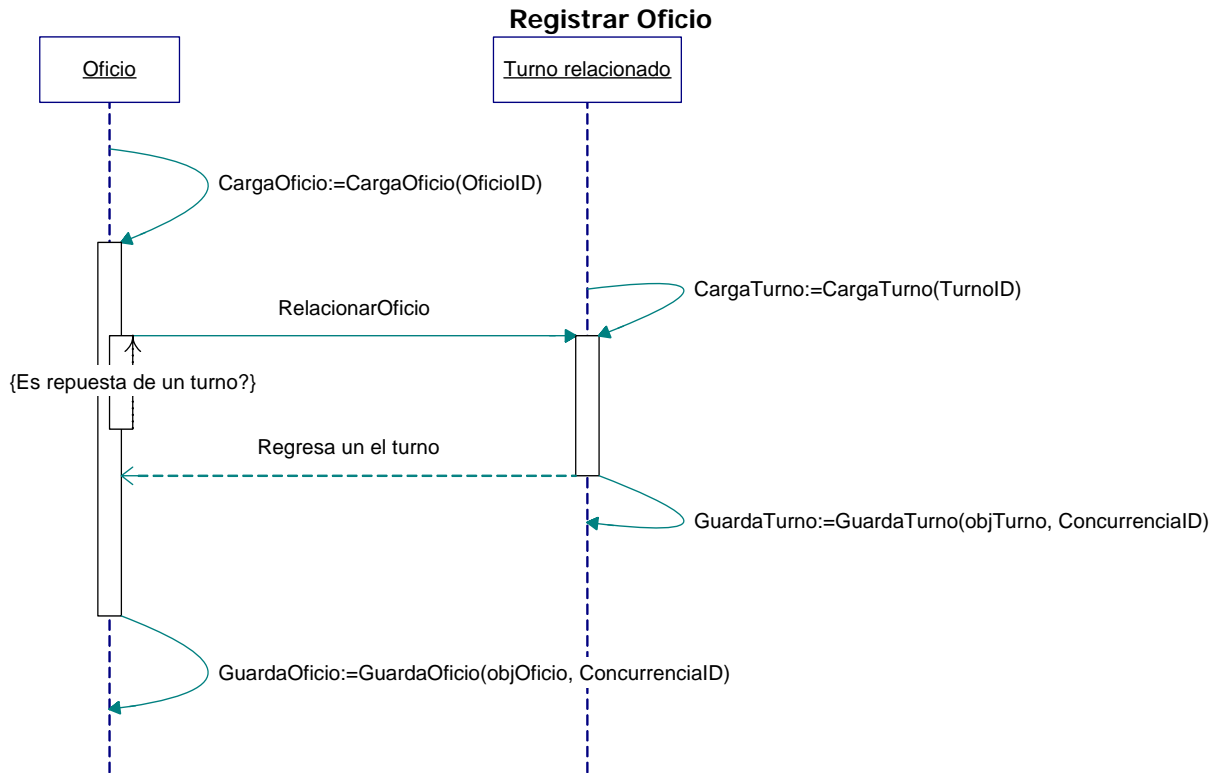 Registrar Oficio
Oficio
Turno relacionado
CargaOficio:=CargaOficio(OficioID)
CargaTurno:=CargaTurno(TurnoID)
RelacionarOficio
{Es repuesta de un turno?}
Regresa un el turno
GuardaTurno:=GuardaTurno(objTurno, ConcurrenciaID)
GuardaOficio:=GuardaOficio(objOficio, ConcurrenciaID)